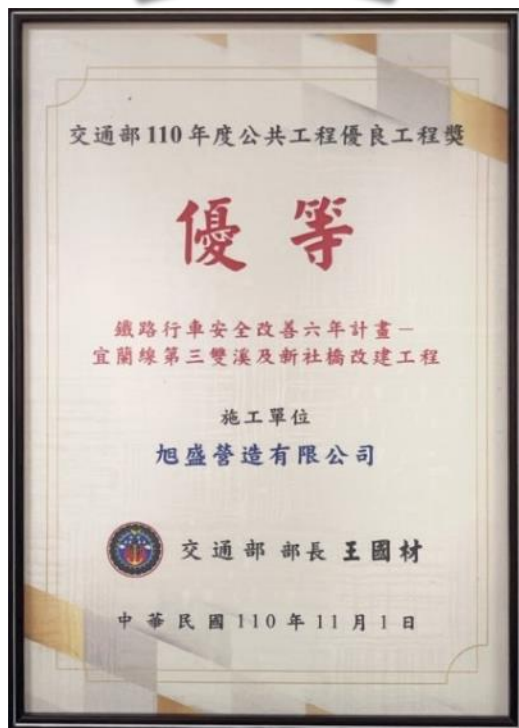 交通部110年度公共工程優良工程獎
優等
鐵路行車安全改善六年計畫－
宜蘭線第三雙溪及新社橋改建工程
施工單位
旭盛營造有限公司
交通部 部長 王國材
中華民國110年11月1日